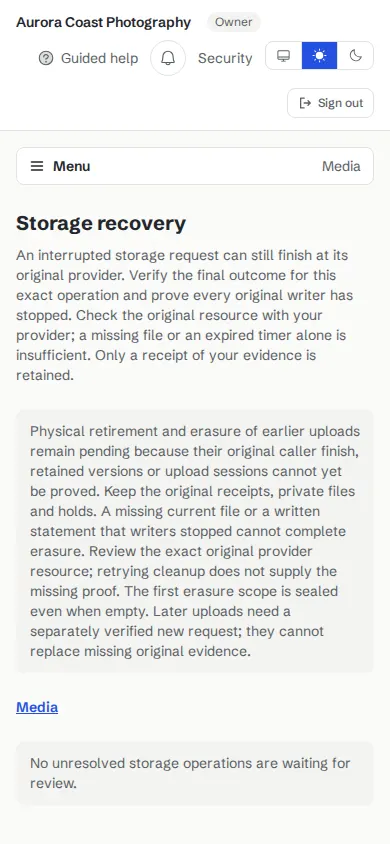 Aurora Coast Photography Owner
Guided help Security
Sign out
Menu Media
Storage recovery
An interrupted storage request can still finish at its
original provider. Verify the final outcome for this
exact operation and prove every original writer has
stopped. Check the original resource with your
provider; a missing file or an expired timer alone is
insufficient. Only a receipt of your evidence is
retained.
Physical retirement and erasure of earlier uploads
remain pending because their original caller finish,
retained versions or upload sessions cannot yet
be proved. Keep the original receipts, private files
and holds. A missing current file or a written
statement that writers stopped cannot complete
erasure. Review the exact original provider
resource; retrying cleanup does not supply the
missing proof. The first erasure scope is sealed
even when empty. Later uploads need a
separately verified new request; they cannot
replace missing original evidence.
Media
No unresolved storage operations are waiting for
review.